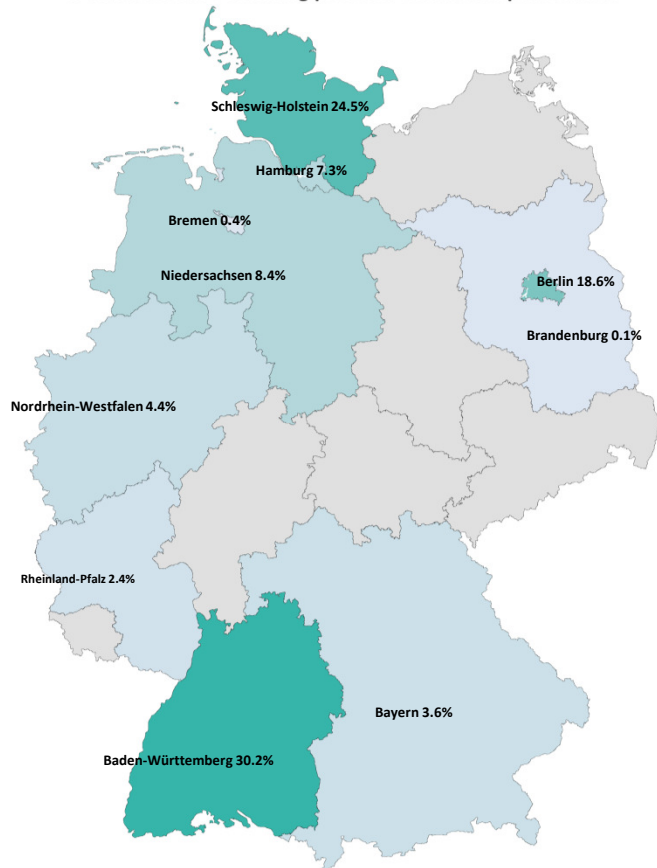 Schleswig-Holstein 24.5%
Hamburg 7.3%
Bremen 0.4%
Niedersachsen 8.4%
Berlin 18.6%
Brandenburg 0.1%
Nordrhein-Westfalen 4.4%
Rheinland-Pfalz 2.4%
Bayern 3.6%
Baden-Württemberg 30.2%